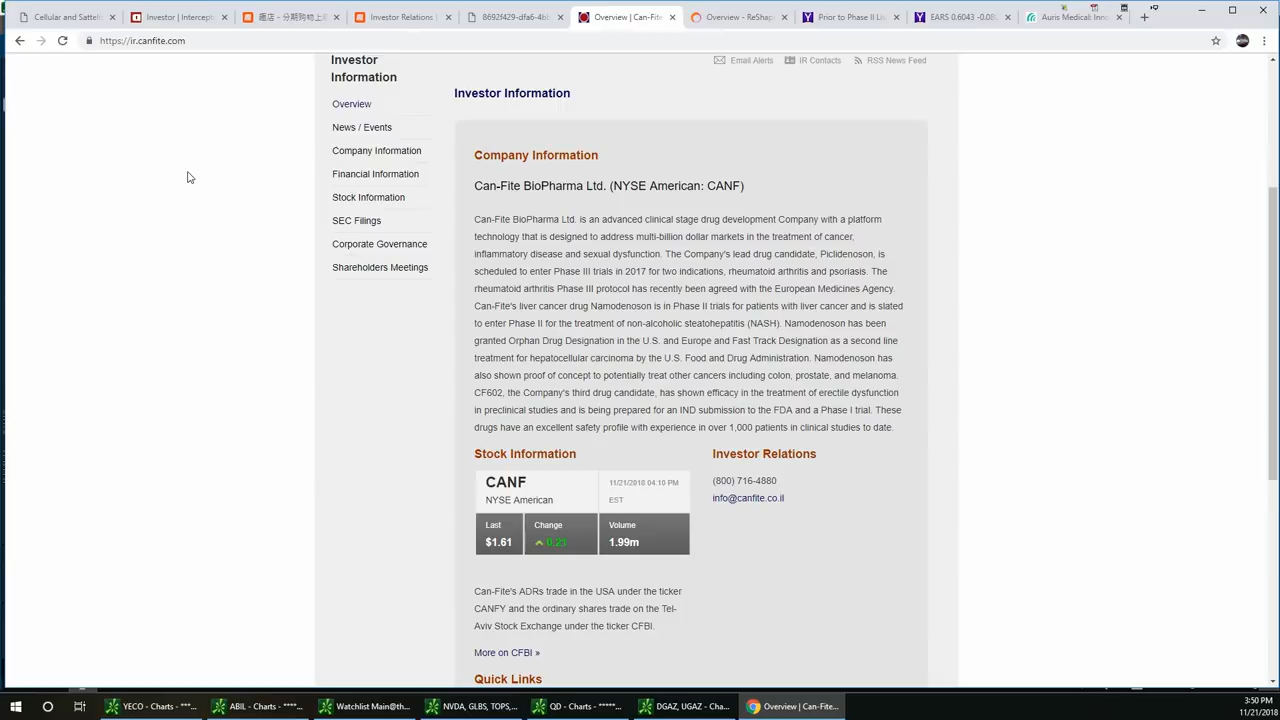 Cellular and Satteli
Investor | Intercept
趣店 - 分期购物上趣
Investor Relations |
8692f429-dfa6-4bb
Overview | Can-Fite
Overview - ReShap
Prior to Phase II Liv
EARS 0.6043 -0.08
Auris Medical: Inno
https://ir.canfite.com
Investor
Information
Email Alerts
IR Contacts
RSS News Feed
Overview
News / Events
Company Information
Financial Information
Stock Information
SEC Filings
Corporate Governance
Shareholders Meetings
Investor Information
Company Information
Can-Fite BioPharma Ltd. (NYSE American: CANF)
Can-Fite BioPharma Ltd. is an advanced clinical stage drug development Company with a platform
technology that is designed to address multi-billion dollar markets in the treatment of cancer,
inflammatory disease and sexual dysfunction. The Company's lead drug candidate, Piclidenoson, is
scheduled to enter Phase III trials in 2017 for two indications, rheumatoid arthritis and psoriasis. The
rheumatoid arthritis Phase III protocol has recently been agreed with the European Medicines Agency.
Can-Fite's liver cancer drug Namodenoson is in Phase II trials for patients with liver cancer and is slated
to enter Phase II for the treatment of non-alcoholic steatohepatitis (NASH). Namodenoson has been
granted Orphan Drug Designation in the U.S. and Europe and Fast Track Designation as a second line
treatment for hepatocellular carcinoma by the U.S. Food and Drug Administration. Namodenoson has
also shown proof of concept to potentially treat other cancers including colon, prostate, and melanoma.
CF602, the Company's third drug candidate, has shown efficacy in the treatment of erectile dysfunction
in preclinical studies and is being prepared for an IND submission to the FDA and a Phase I trial. These
drugs have an excellent safety profile with experience in over 1,000 patients in clinical studies to date.
Stock Information
CANF
NYSE American
11/21/2018 04:10 PM
EST
Last
$1.61
Change
0.21
Volume
1.99m
Investor Relations
(800) 716-4880
info@canfite.co.il
Can-Fite's ADRs trade in the USA under the ticker
CANFY and the ordinary shares trade on the Tel-
Aviv Stock Exchange under the ticker CFBI.
More on CFBI »
Quick Links
YECO - Charts - ***...
ABIL - Charts - ****...
Watchlist Main@th...
NVDA, GLBS, TOPS,...
QD - Charts - *****...
DGAZ, UGAZ - Cha...
Overview | Can-Fite...
3:50 PM
11/21/2018